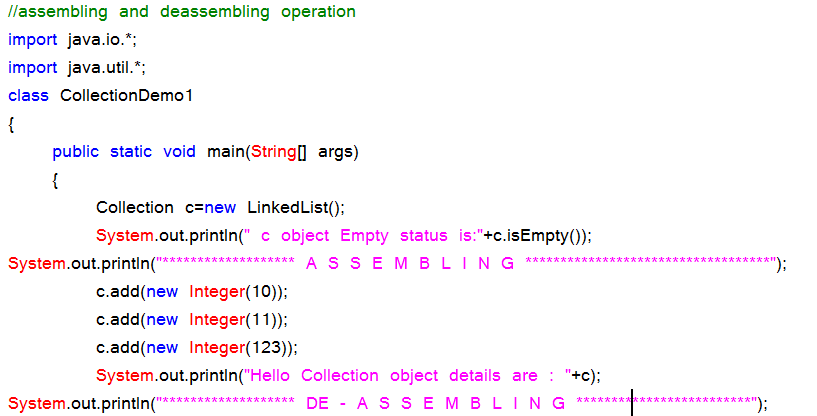 //assembling and deassembling operation
import java.io.*;
import java.util.*;
class CollectionDemo1
{
public static void main(String[] args)
{
Collection c=new LinkedList();
System.out.println(" c object Empty status is:"+c.isEmpty());
System.out.println("******************* A S S E M B L I N G ***********************************");
c.add(new Integer(10));
c.add(new Integer(11));
c.add(new Integer(123));
System.out.println("Hello Collection object details are : "+c);
System.out.println("******************* DE - A S S E M B L I N G *************************");